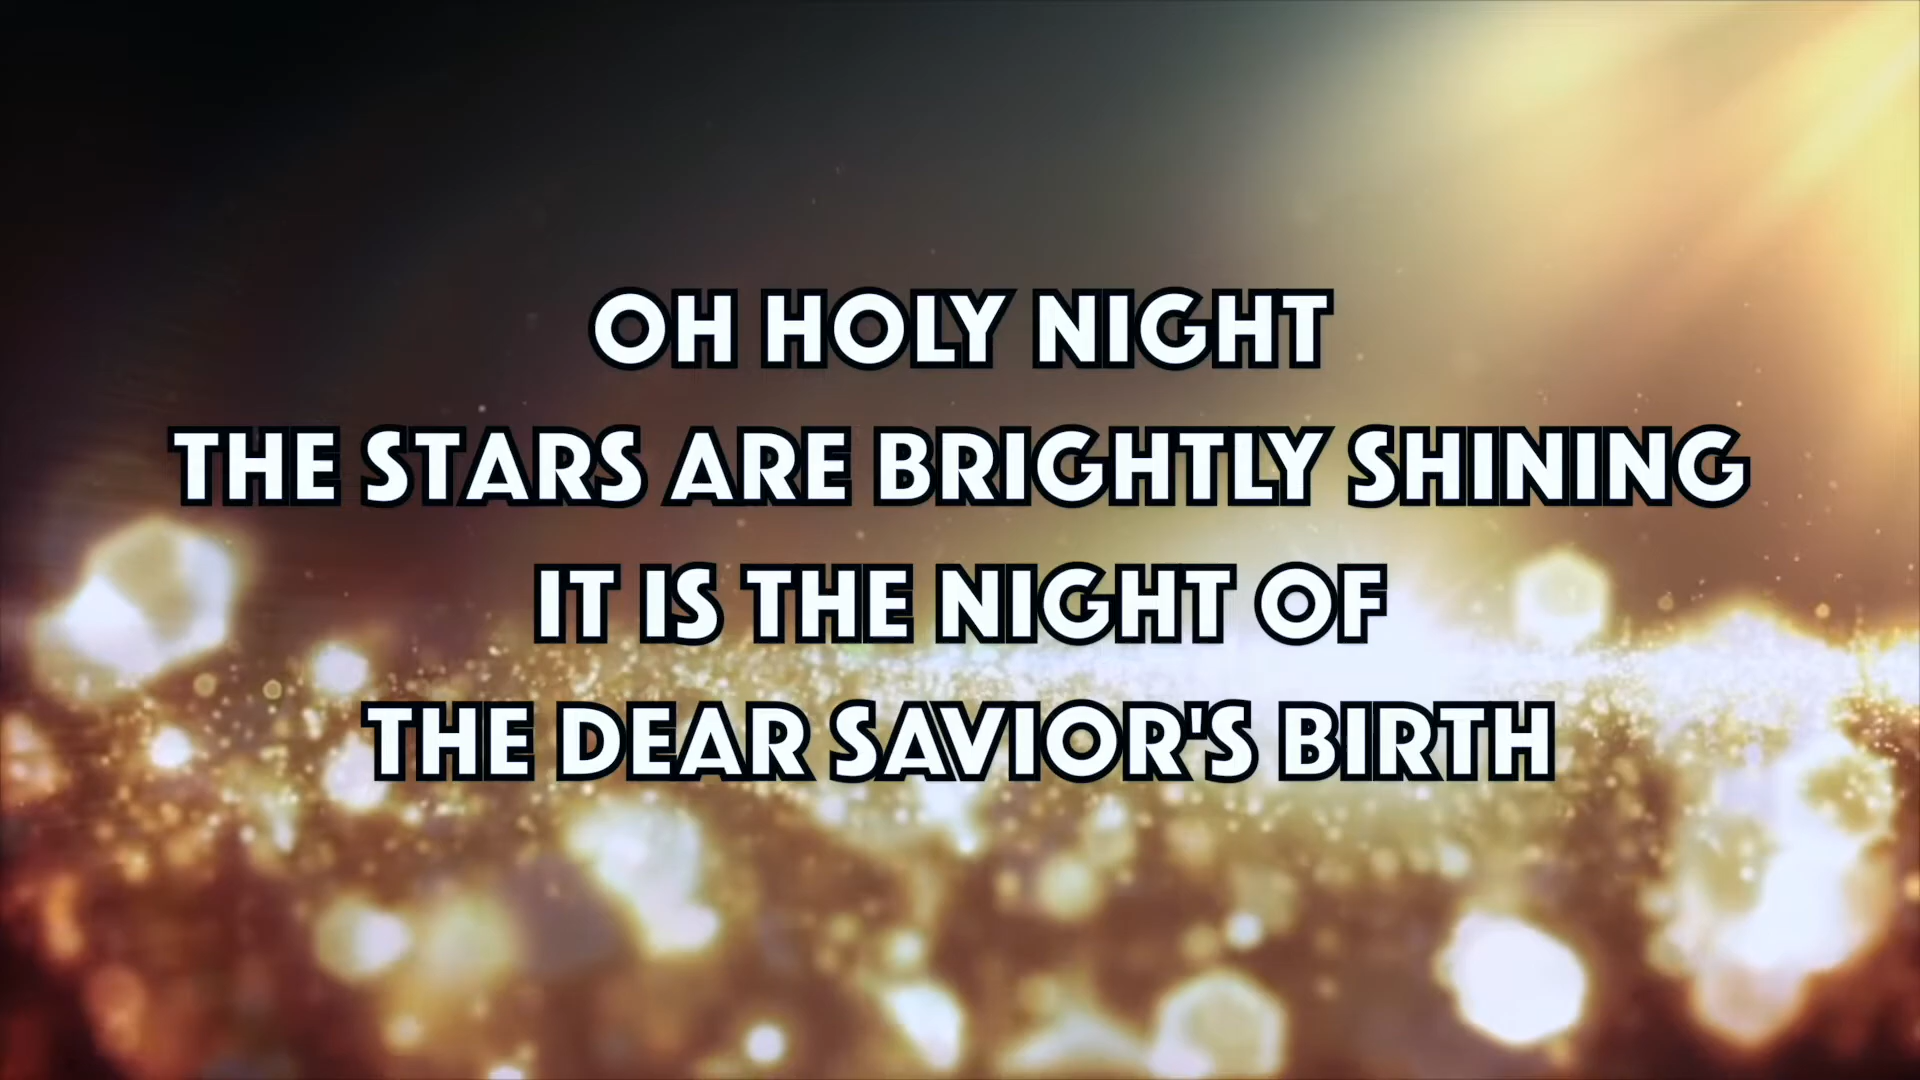 OH HOLY NIGHT
THE STARS ARE BRIGHTLY SHINING
IT IS THE NIGHT OF
THE DEAR SAVIOR'S BIRTH